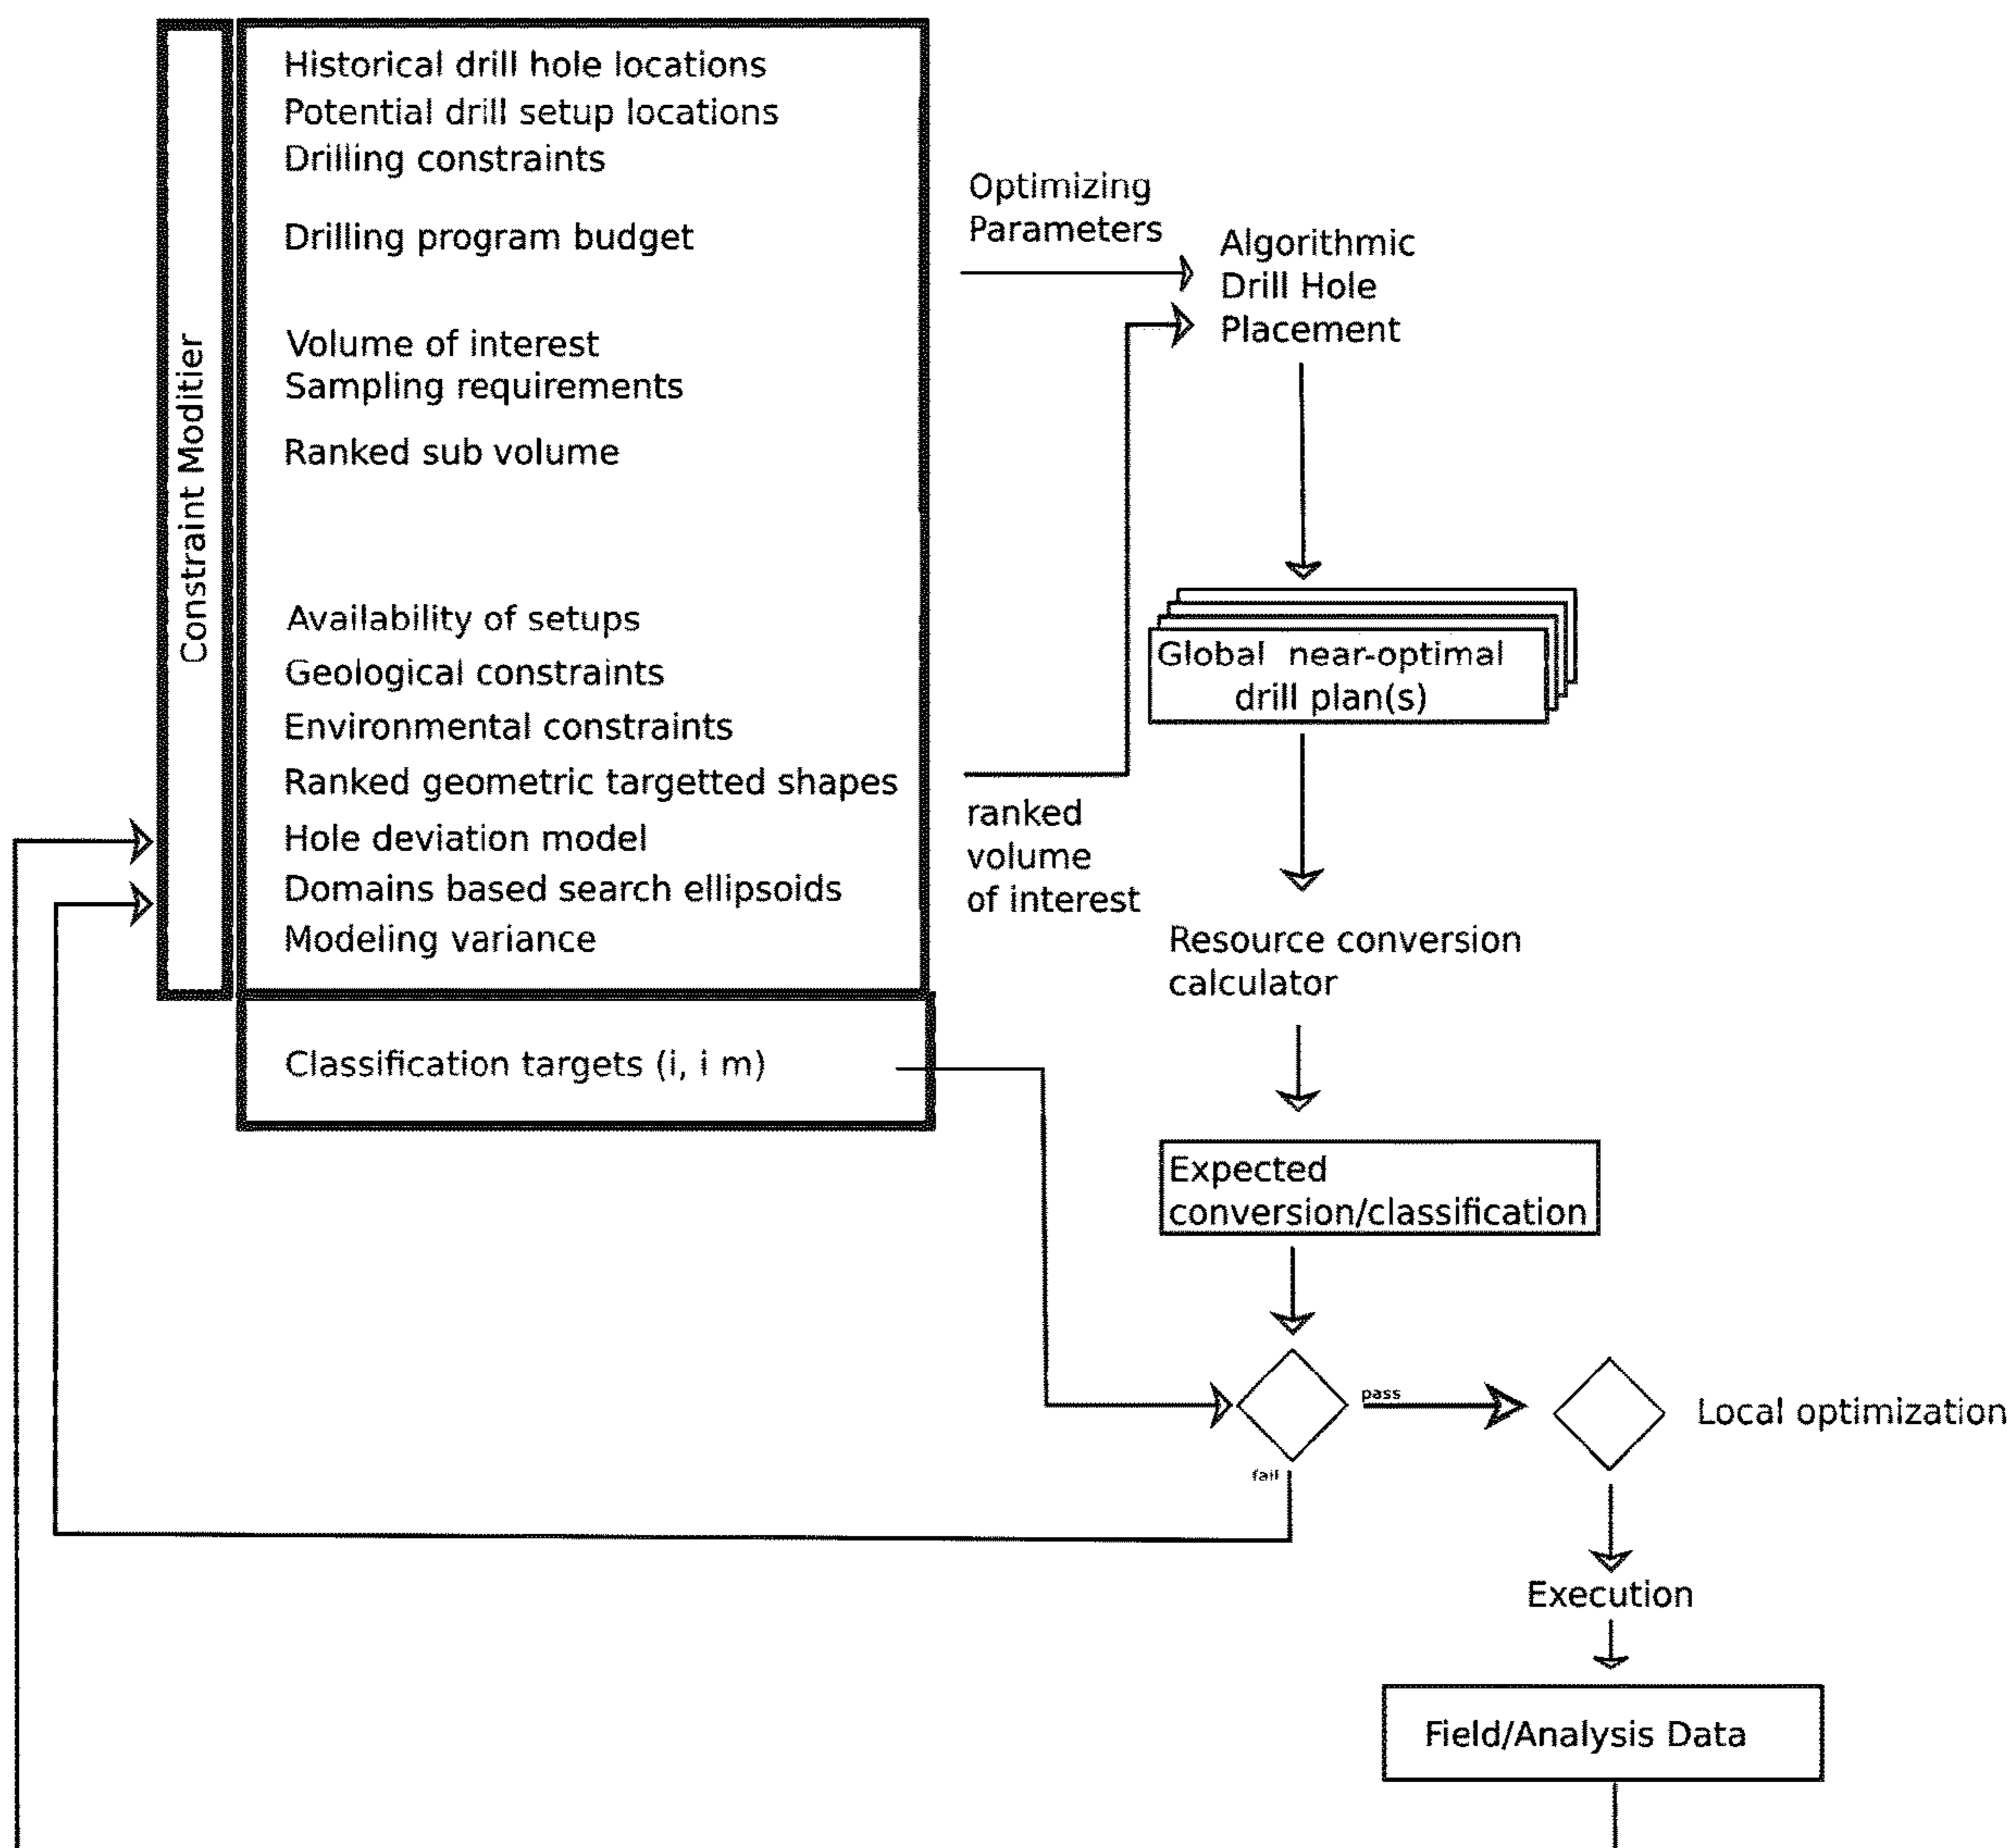 Constraint Moditier
Historical drill hole locations
Potential drill setup locations
Drilling constraints
Drilling program budget
Volume of interest
Sampling requirements
Ranked sub volume
Availability of setups
Geological constraints
Environmental constraints
Ranked geometric targetted shapes
Hole deviation model
Domains based search ellipsoids
Modeling variance
Classification targets (i, i m)
Optimizing
Parameters
ranked
volume
of interest
Algorithmic
Drill Hole
Placement
Global near-optimal
drill plan(s)
Resource conversion
calculator
Expected
conversion/classification
pass
fail
Local optimization
Execution
Field/Analysis Data